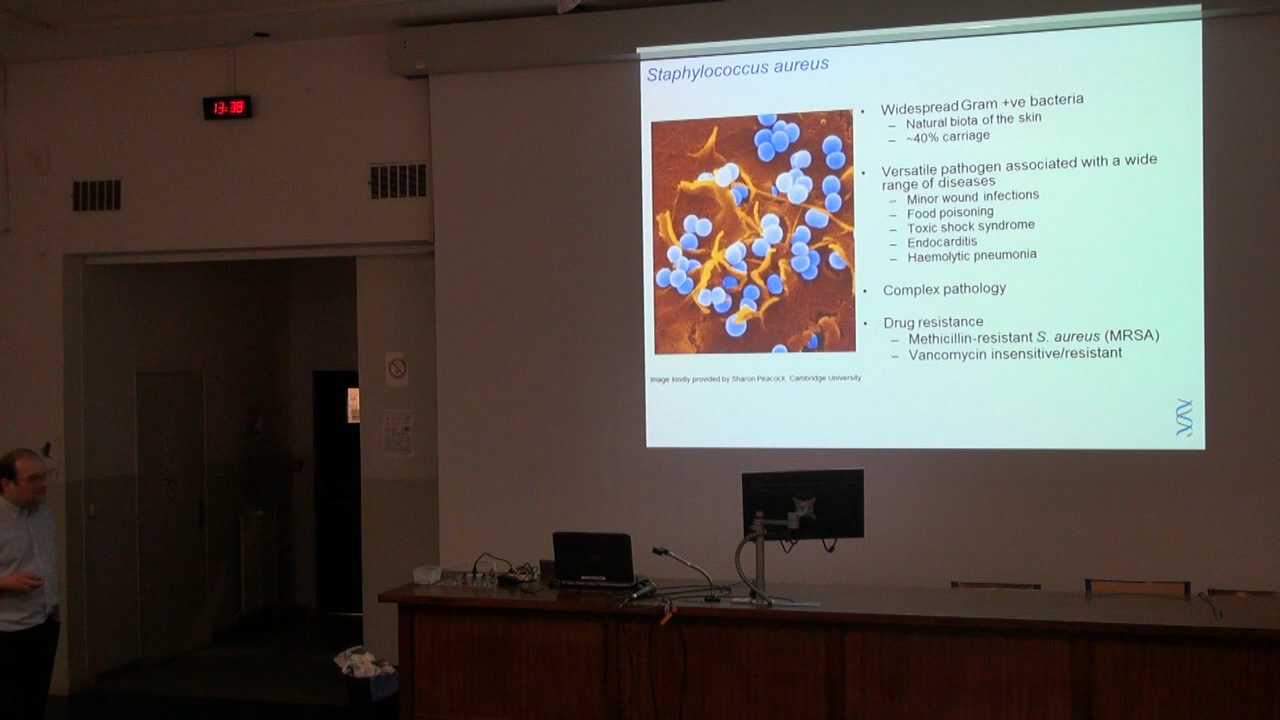 13:38
Staphylococcus aureus
• Widespread Gram +ve bacteria
– Natural biota of the skin
– ~40% carriage
• Versatile pathogen associated with a wide
range of diseases
– Minor wound infections
– Food poisoning
– Toxic shock syndrome
– Endocarditis
– Haemolytic pneumonia
• Complex pathology
• Drug resistance
– Methicillin-resistant S. aureus (MRSA)
– Vancomycin insensitive/resistant
Image kindly provided by Sharon Peacock, Cambridge University